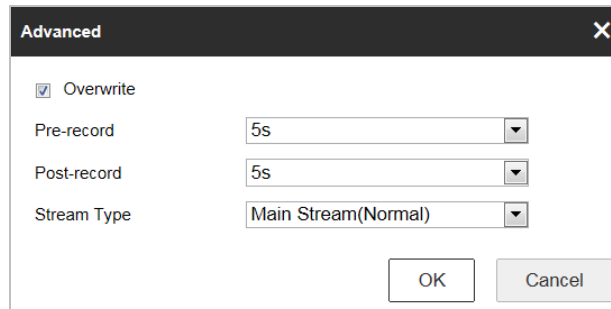 Advanced
Overwrite
Pre-record 5s
Post-record 5s
Stream Type Main Stream(Normal)
OK Cancel